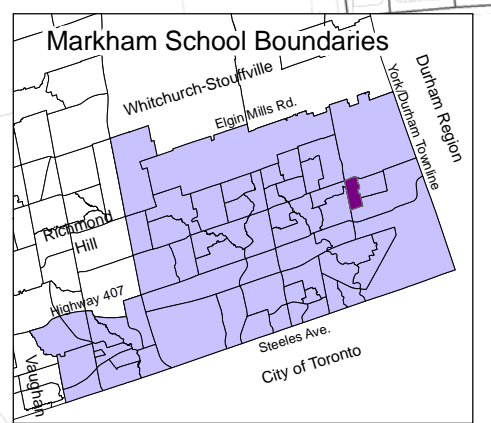 Markham School Boundaries
Whitchurch-Stouffville
Elgin Mills Rd.
York/Durham Townline
Durham Region
Richmond
Hill
Highway 407
Vaughan
Steeles Ave.
City of Toronto